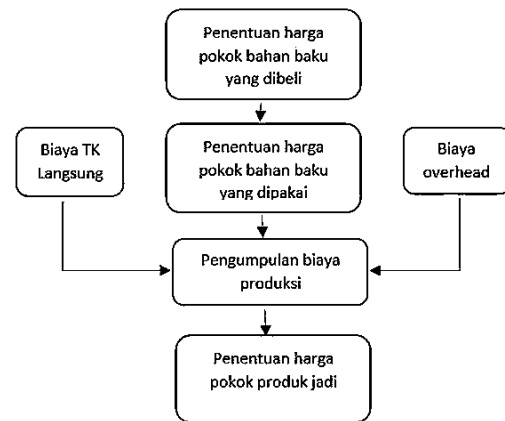 Penentuan harga
pokok bahan baku
yang dibeli
Biaya TK
Langsung
Penentuan harga
pokok bahan baku
yang dipakai
Biaya
overhead
Pengumpulan biaya
produksi
Penentuan harga
pokok produk jadi